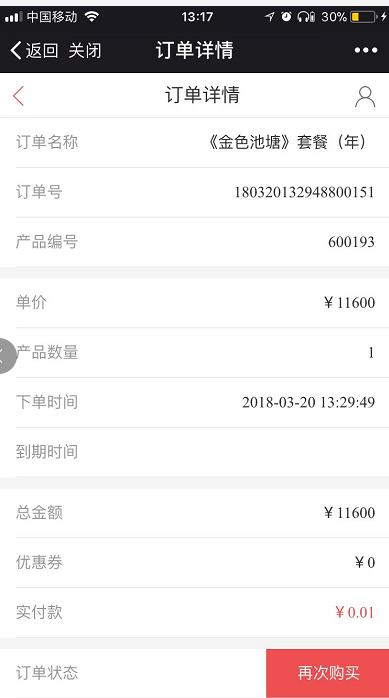 中国移动 13:17 30%
返回 关闭 订单详情
订单详情
订单名称 《金色池塘》套餐（年）
订单号 180320132948800151
产品编号 600193
单价 ￥11600
产品数量 1
下单时间 2018-03-20 13:29:49
到期时间
总金额 ￥11600
优惠券 ￥0
实付款 ￥0.01
订单状态 再次购买